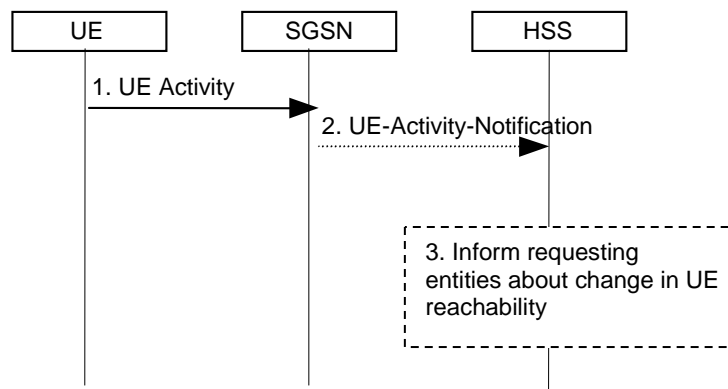 UE
SGSN
HSS
1. UE Activity
2. UE-Activity-Notification
3. Inform requesting
entities about change in UE
reachability